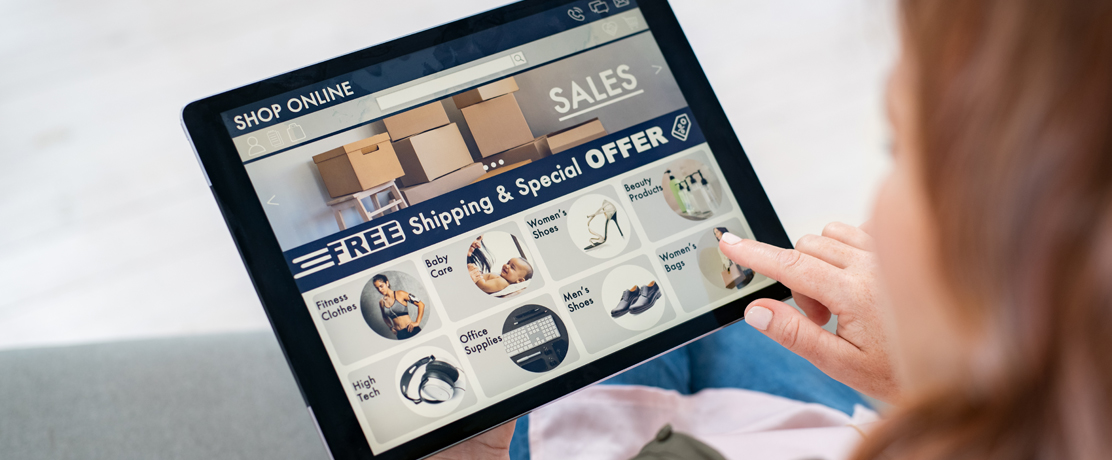 SHOP ONLINE
SALES
FREE Shipping & Special OFFER
Fitness
Clothes
Baby
Care
Women's
Shoes
Beauty
Products
High
Tech
Office
Supplies
Men's
Shoes
Women's
Bags